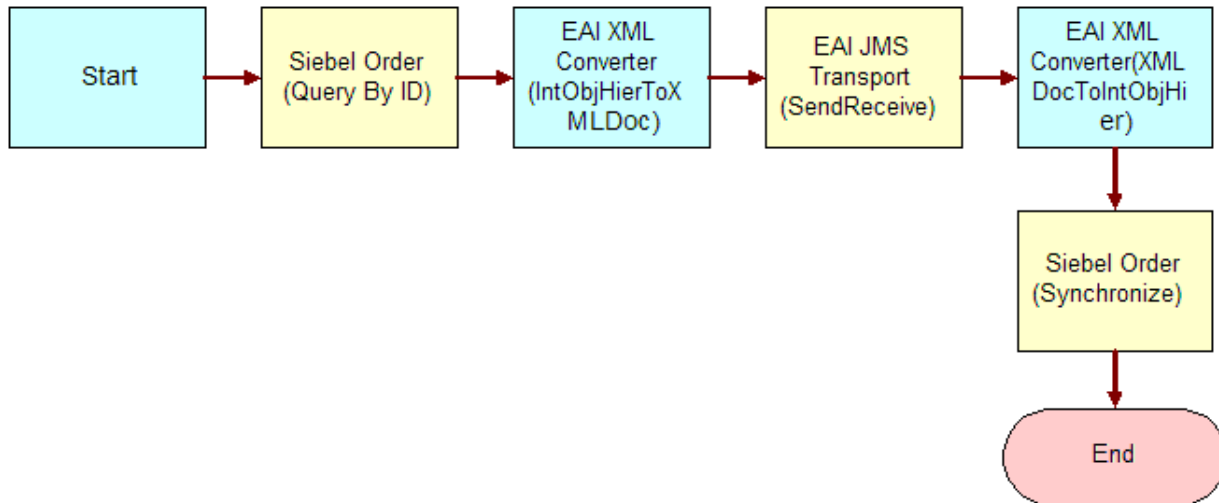 Start
Siebel Order
(Query By ID)
EAI XML
Converter
(IntObjHierToX
MLDoc)
EAI JMS
Transport
(SendReceive)
EAI XML
Converter(XML
DocToIntObjHi
er)
Siebel Order
(Synchronize)
End